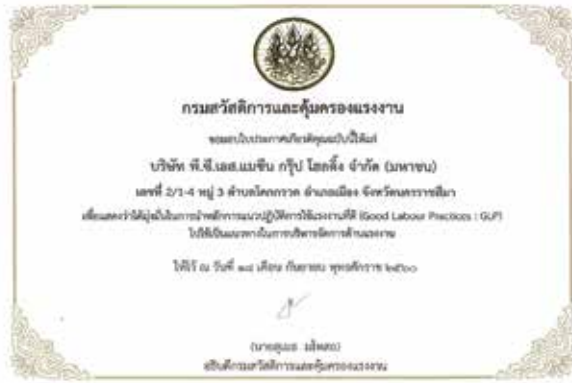 กรมสวัสดิการและคุ้มครองแรงงาน
ขอมอบใบประกาศเกียรติคุณฉบับนี้ให้แก่
บริษัท พี.ซี.เอส.แมชีน กรุ๊ป โฮลดิ้ง จำกัด (มหาชน)
เลขที่ 2/1-4 หมู่ 3 ตำบลโคกกรวด อำเภอเมือง จังหวัดนครราชสีมา
เพื่อแสดงว่าได้มุ่งมั่นในการนำหลักการแนวปฏิบัติการใช้แรงงานที่ดี (Good Labour Practices : GLP)
ไปใช้เป็นแนวทางในการบริหารจัดการด้านแรงงาน
ให้ไว้ ณ วันที่ เดือน กันยายน พุทธศักราช ๒๕๖๐
อธิบดีกรมสวัสดิการและคุ้มครองแรงงาน